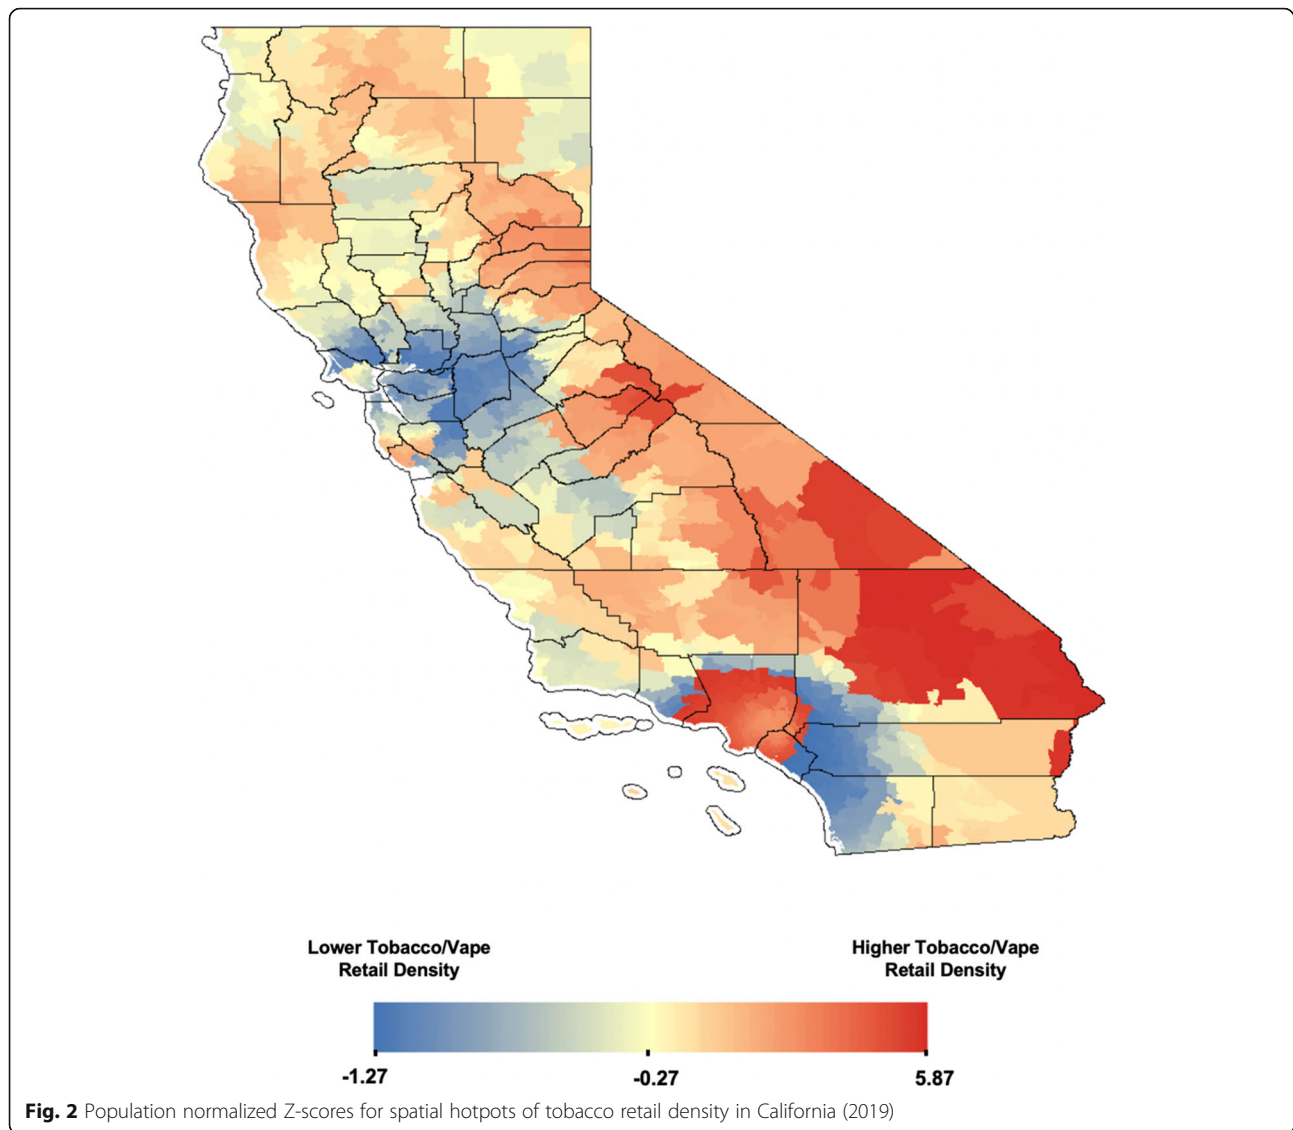 Lower Tobacco/Vape
Retail Density
Higher Tobacco/Vape
Retail Density
-1.27
-0.27
5.87
Fig. 2 Population normalized Z-scores for spatial hotpots of tobacco retail density in California (2019)